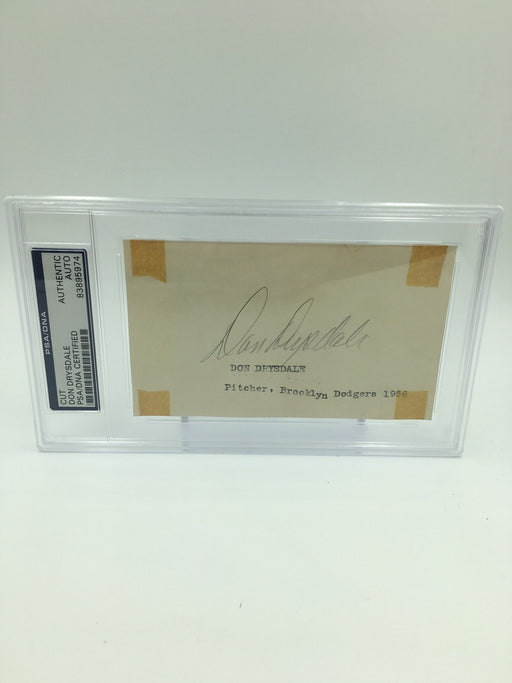 PSA/DNA
AUTHENTIC
AUTO
83895974
CUT
DON DRYSDALE
PSA/DNA CERTIFIED
Don Drysdale
DON DRYSDALE
Pitcher, Brooklyn Dodgers 1956